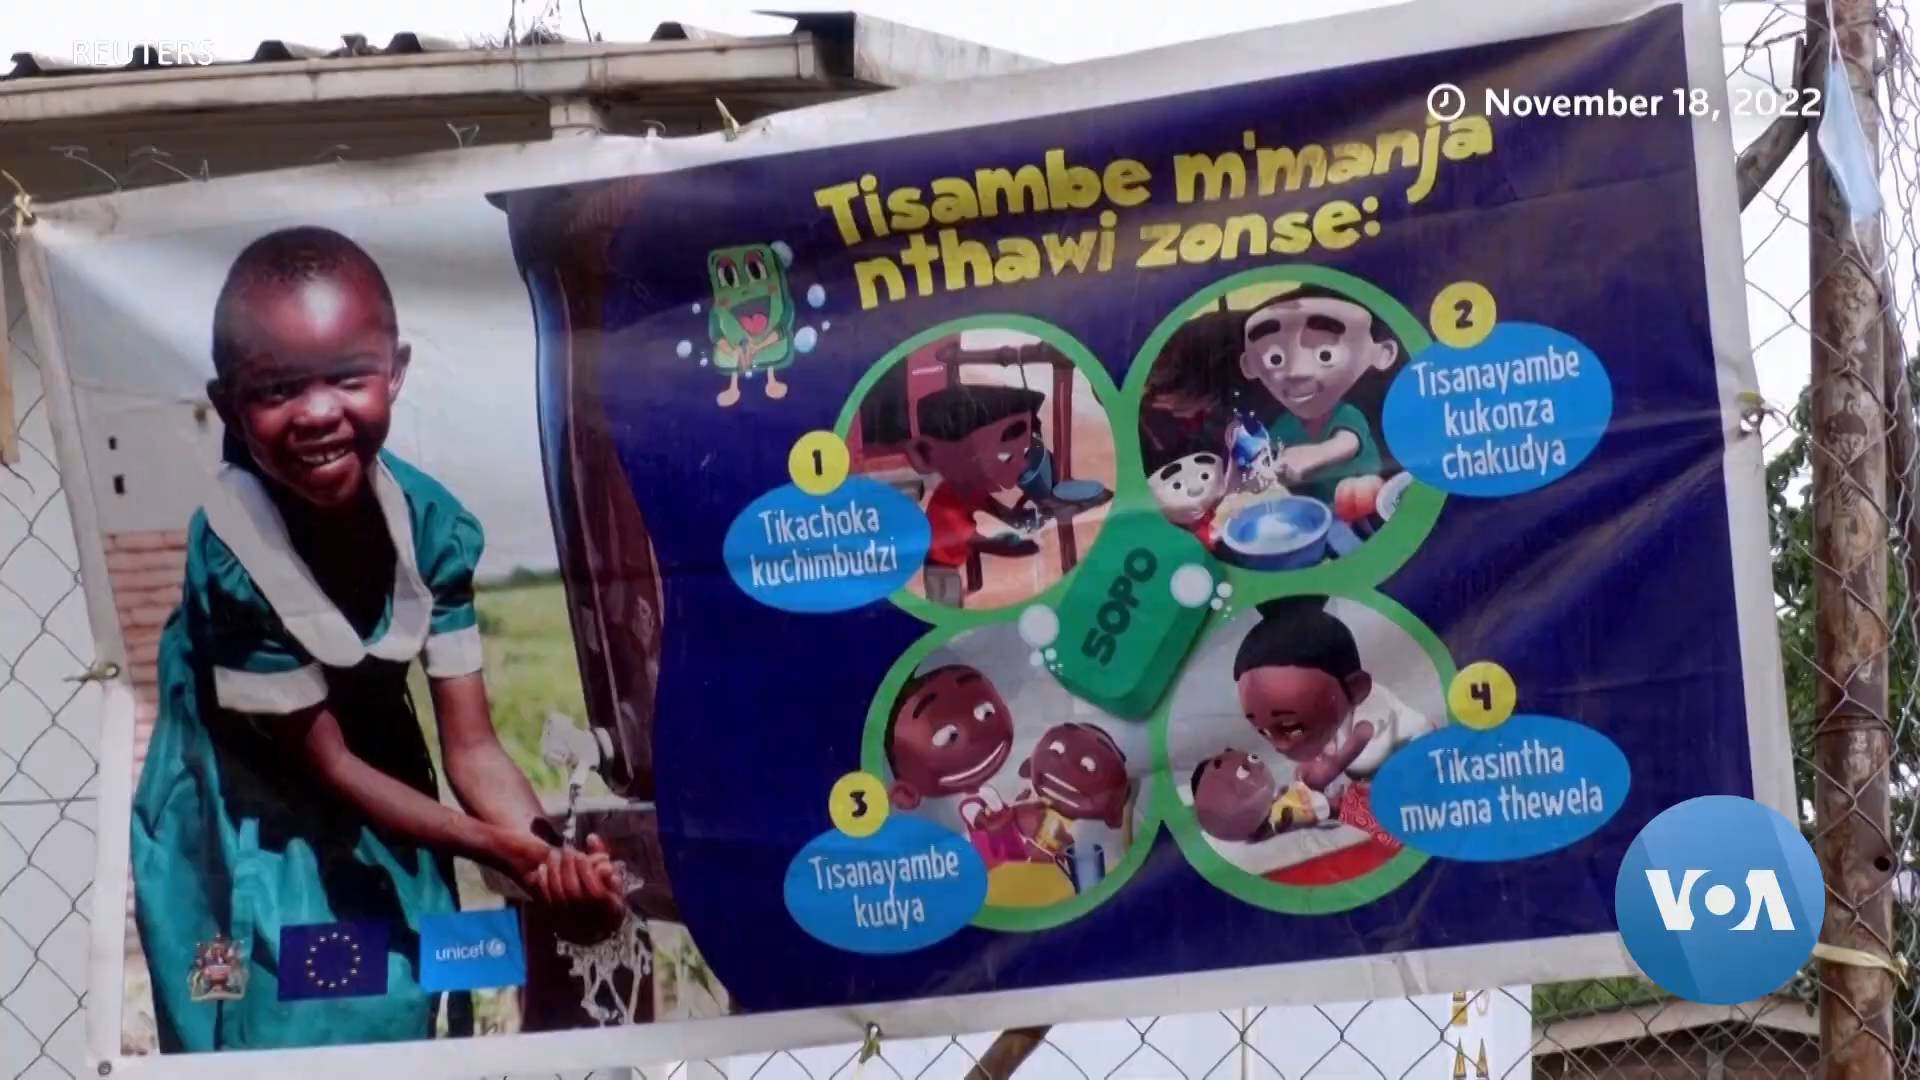 REUTERS
November 18, 2022
Tisambe m'manja
nthawi zonse:
1
Tikachoka
kuchimbudzi
2
Tisanayambe
kukonza
chakudya
SOPO
3
Tisanayambe
kudya
4
Tikasintha
mwana thewela
unicef
VOA